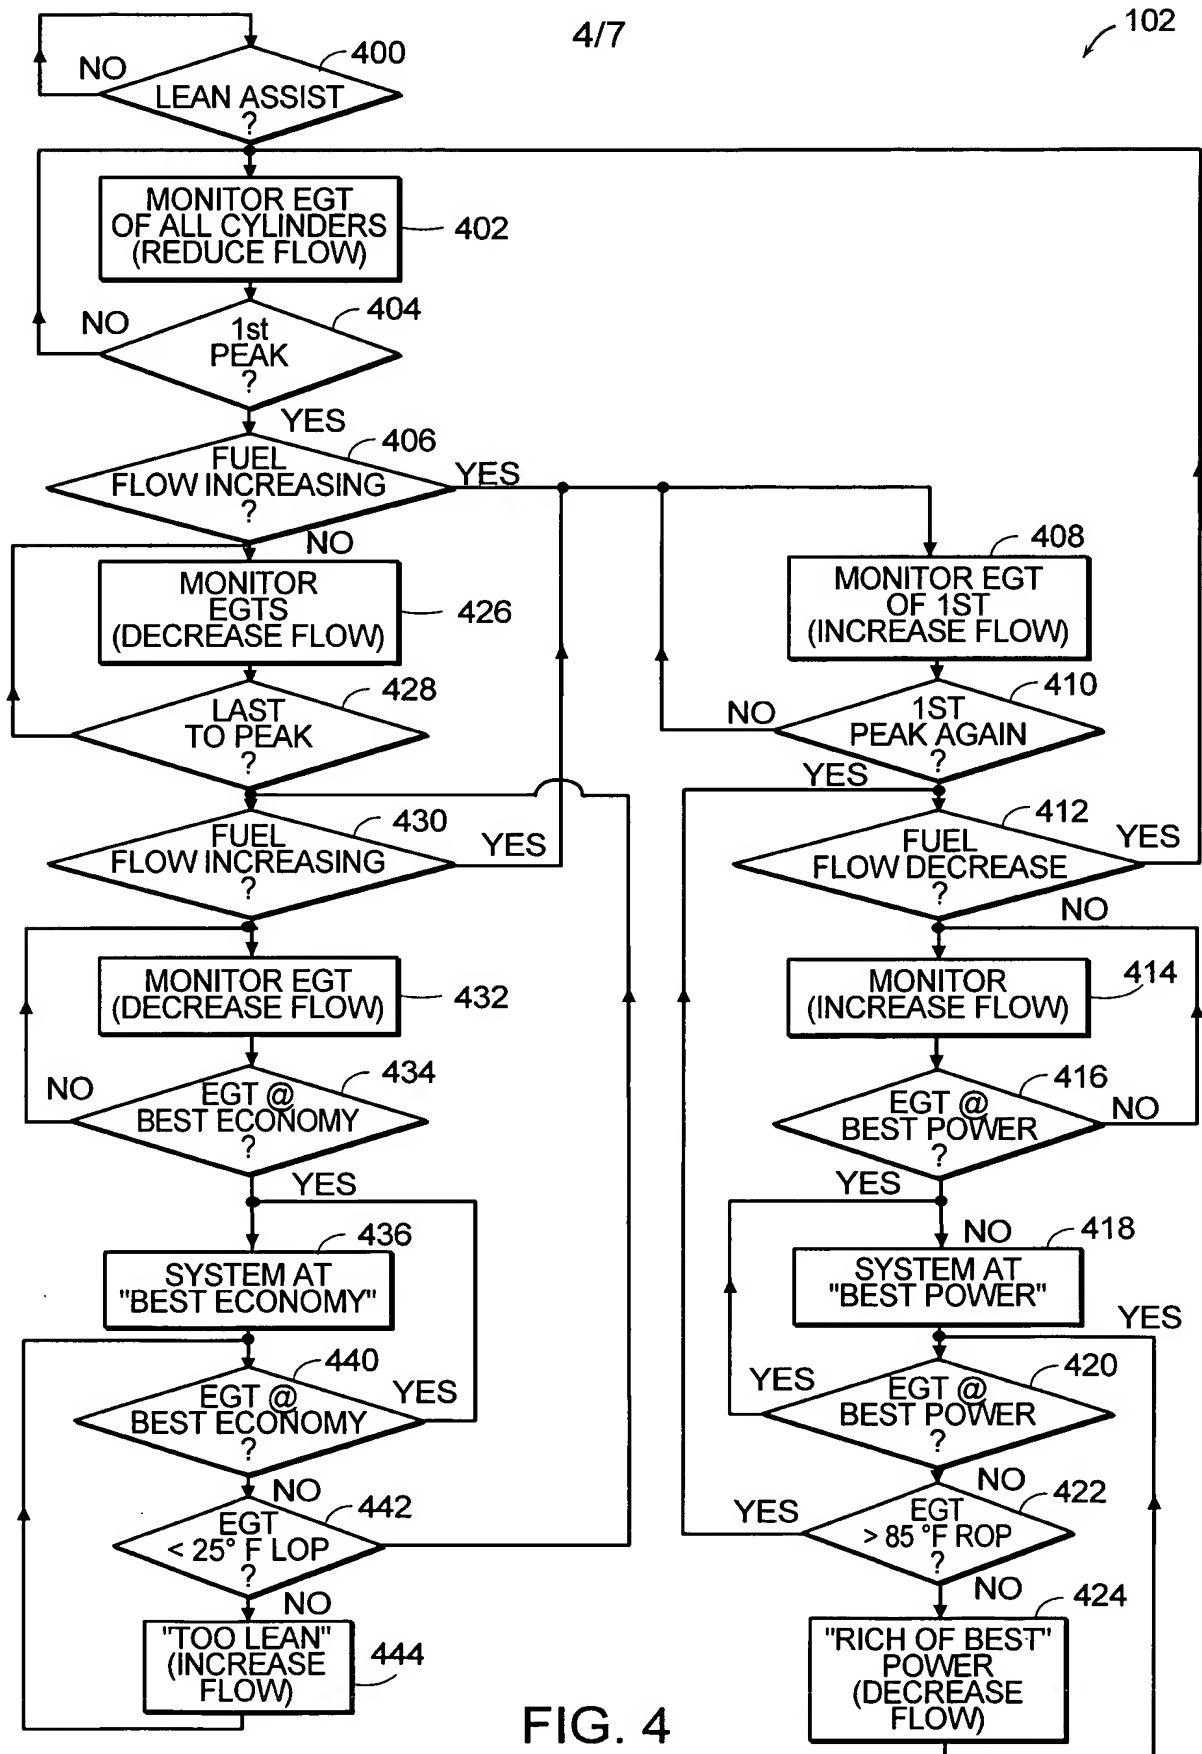 4/7
102
NO
400
LEAN ASSIST
?
MONITOR EGT
OF ALL CYLINDERS
(REDUCE FLOW)
402
NO
404
1st
PEAK
?
YES
406
FUEL
FLOW INCREASING
?
YES
NO
MONITOR
EGTS
(DECREASE FLOW)
426
428
LAST
TO PEAK
?
430
FUEL
FLOW INCREASING
?
YES
MONITOR EGT
(DECREASE FLOW)
432
NO
434
EGT @
BEST ECONOMY
?
YES
436
SYSTEM AT
"BEST ECONOMY"
440
EGT @
BEST ECONOMY
?
YES
NO
442
EGT
< 25° F LOP
?
NO
"TOO LEAN"
(INCREASE
FLOW)
444
408
MONITOR EGT
OF 1ST
(INCREASE FLOW)
410
NO
1ST
PEAK AGAIN
?
YES
412
FUEL
FLOW DECREASE
?
YES
NO
MONITOR
(INCREASE FLOW)
414
416
EGT @
BEST POWER
?
NO
YES
NO
418
SYSTEM AT
"BEST POWER"
YES
420
YES
EGT @
BEST POWER
?
NO
422
YES
EGT
> 85 °F ROP
?
NO
424
"RICH OF BEST"
POWER
(DECREASE
FLOW)
FIG. 4